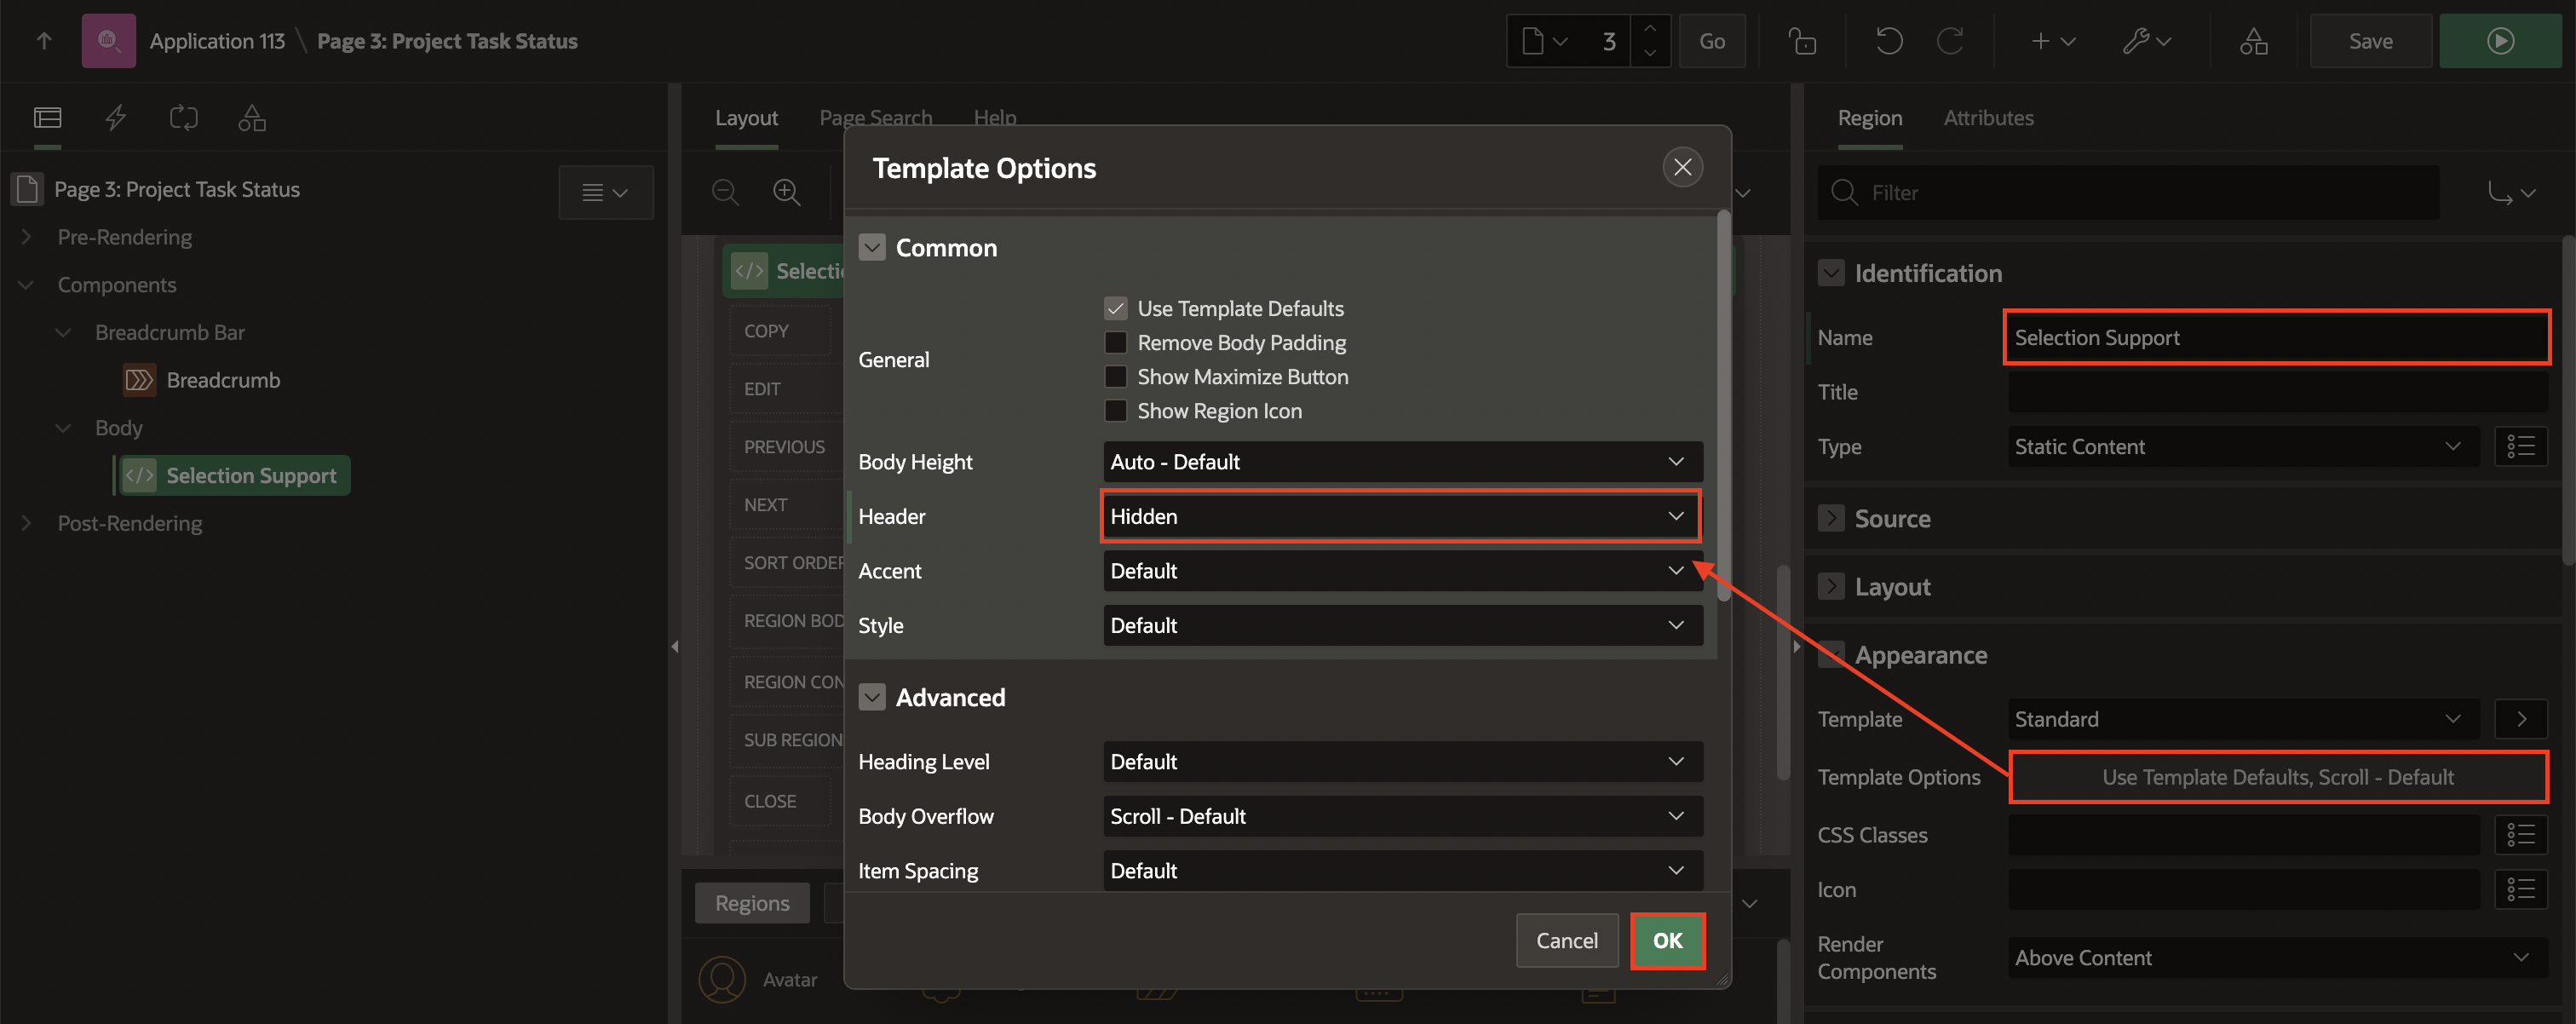 Application 113 \ Page 3: Project Task Status
3
Go
Save
Page 3: Project Task Status
Pre-Rendering
Components
Breadcrumb Bar
Breadcrumb
Body
Selection Support
Post-Rendering
Layout
Page Search
Help
Selecti
COPY
EDIT
PREVIOUS
NEXT
SORT ORDER
REGION BOD
REGION CON
SUB REGION
CLOSE
Regions
Avatar
Template Options
Common
General
Use Template Defaults
Remove Body Padding
Show Maximize Button
Show Region Icon
Body Height Auto - Default
Header Hidden
Accent Default
Style Default
Advanced
Heading Level Default
Body Overflow Scroll - Default
Item Spacing Default
Cancel
OK
Region
Attributes
Filter
Identification
Name Selection Support
Title
Type Static Content
Source
Layout
Appearance
Template Standard
Template Options Use Template Defaults, Scroll - Default
CSS Classes
Icon
Render
Components
Above Content